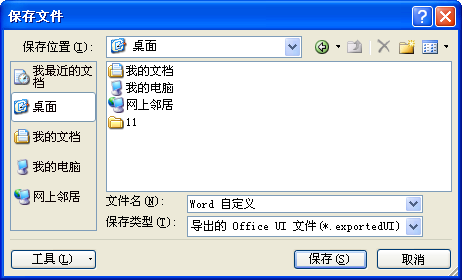 保存文件
保存位置(I):
桌面
我最近的文档
桌面
我的文档
我的电脑
网上邻居
我的文档
我的电脑
网上邻居
11
文件名(N):
Word 自定义
保存类型(T):
导出的 Office UI 文件(*.exportedUI)
工具(L)
保存(S)
取消